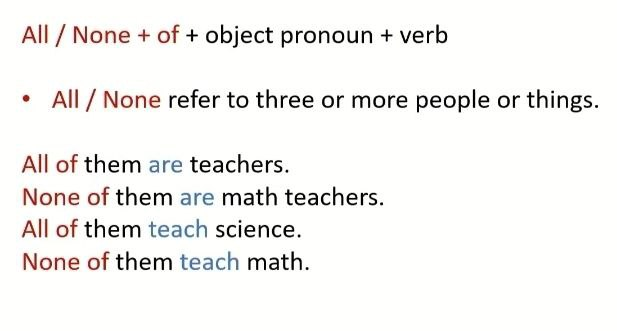 All / None + of + object pronoun + verb
• All / None refer to three or more people or things.
All of them are teachers.
None of them are math teachers.
All of them teach science.
None of them teach math.